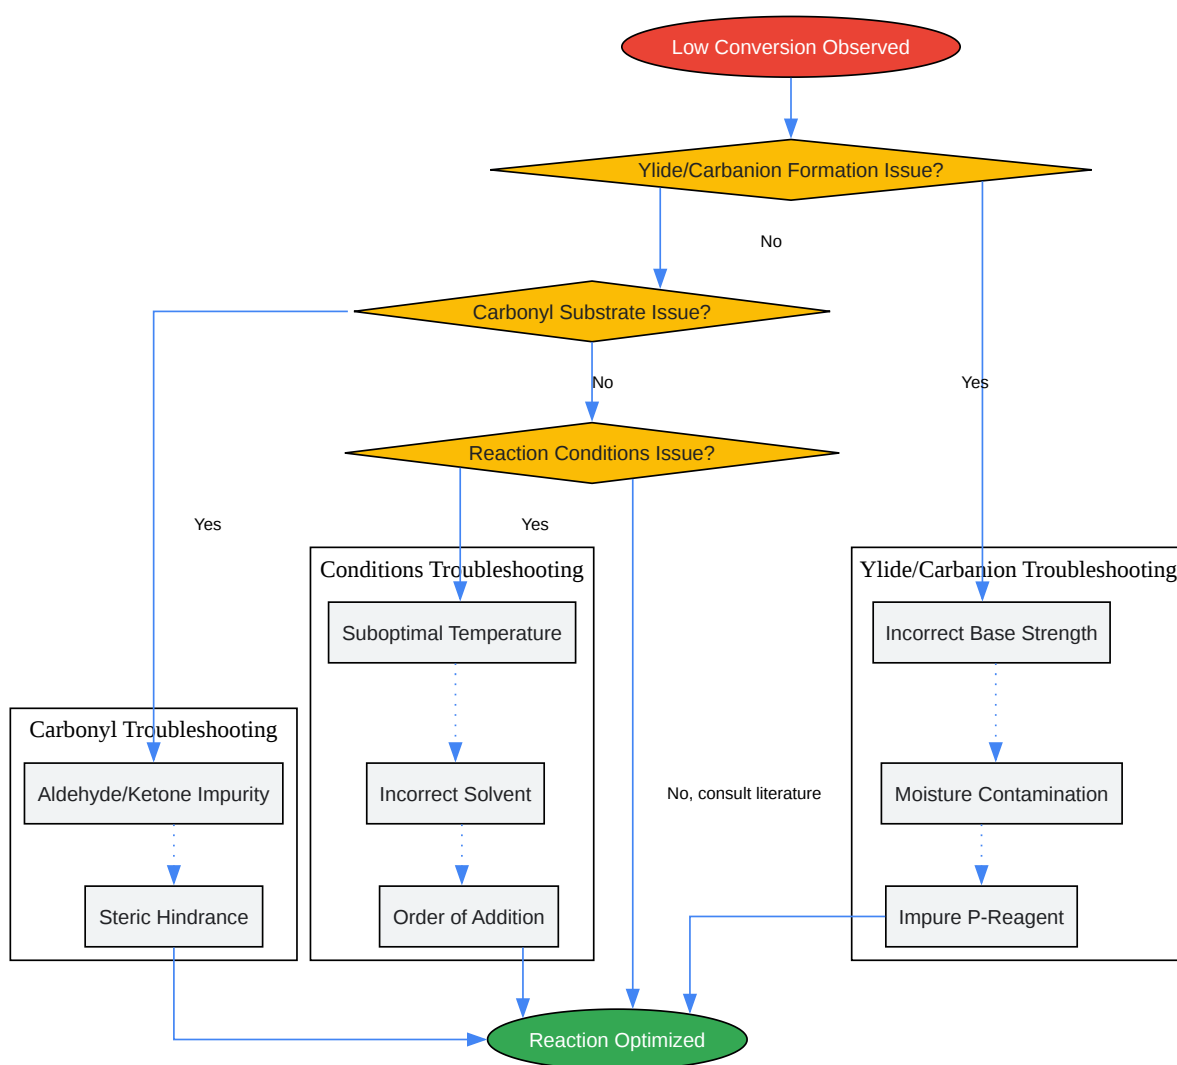 Low Conversion Observed
Ylide/Carbanion Formation Issue?
No
Carbonyl Substrate Issue?
No
Yes
Reaction Conditions Issue?
Yes
Yes
Conditions Troubleshooting
Ylide/Carbanion Troubleshooting
Suboptimal Temperature
Incorrect Base Strength
Carbonyl Troubleshooting
Aldehyde/Ketone Impurity
Incorrect Solvent
No, consult literature
Moisture Contamination
Steric Hindrance
Order of Addition
Impure P-Reagent
Reaction Optimized